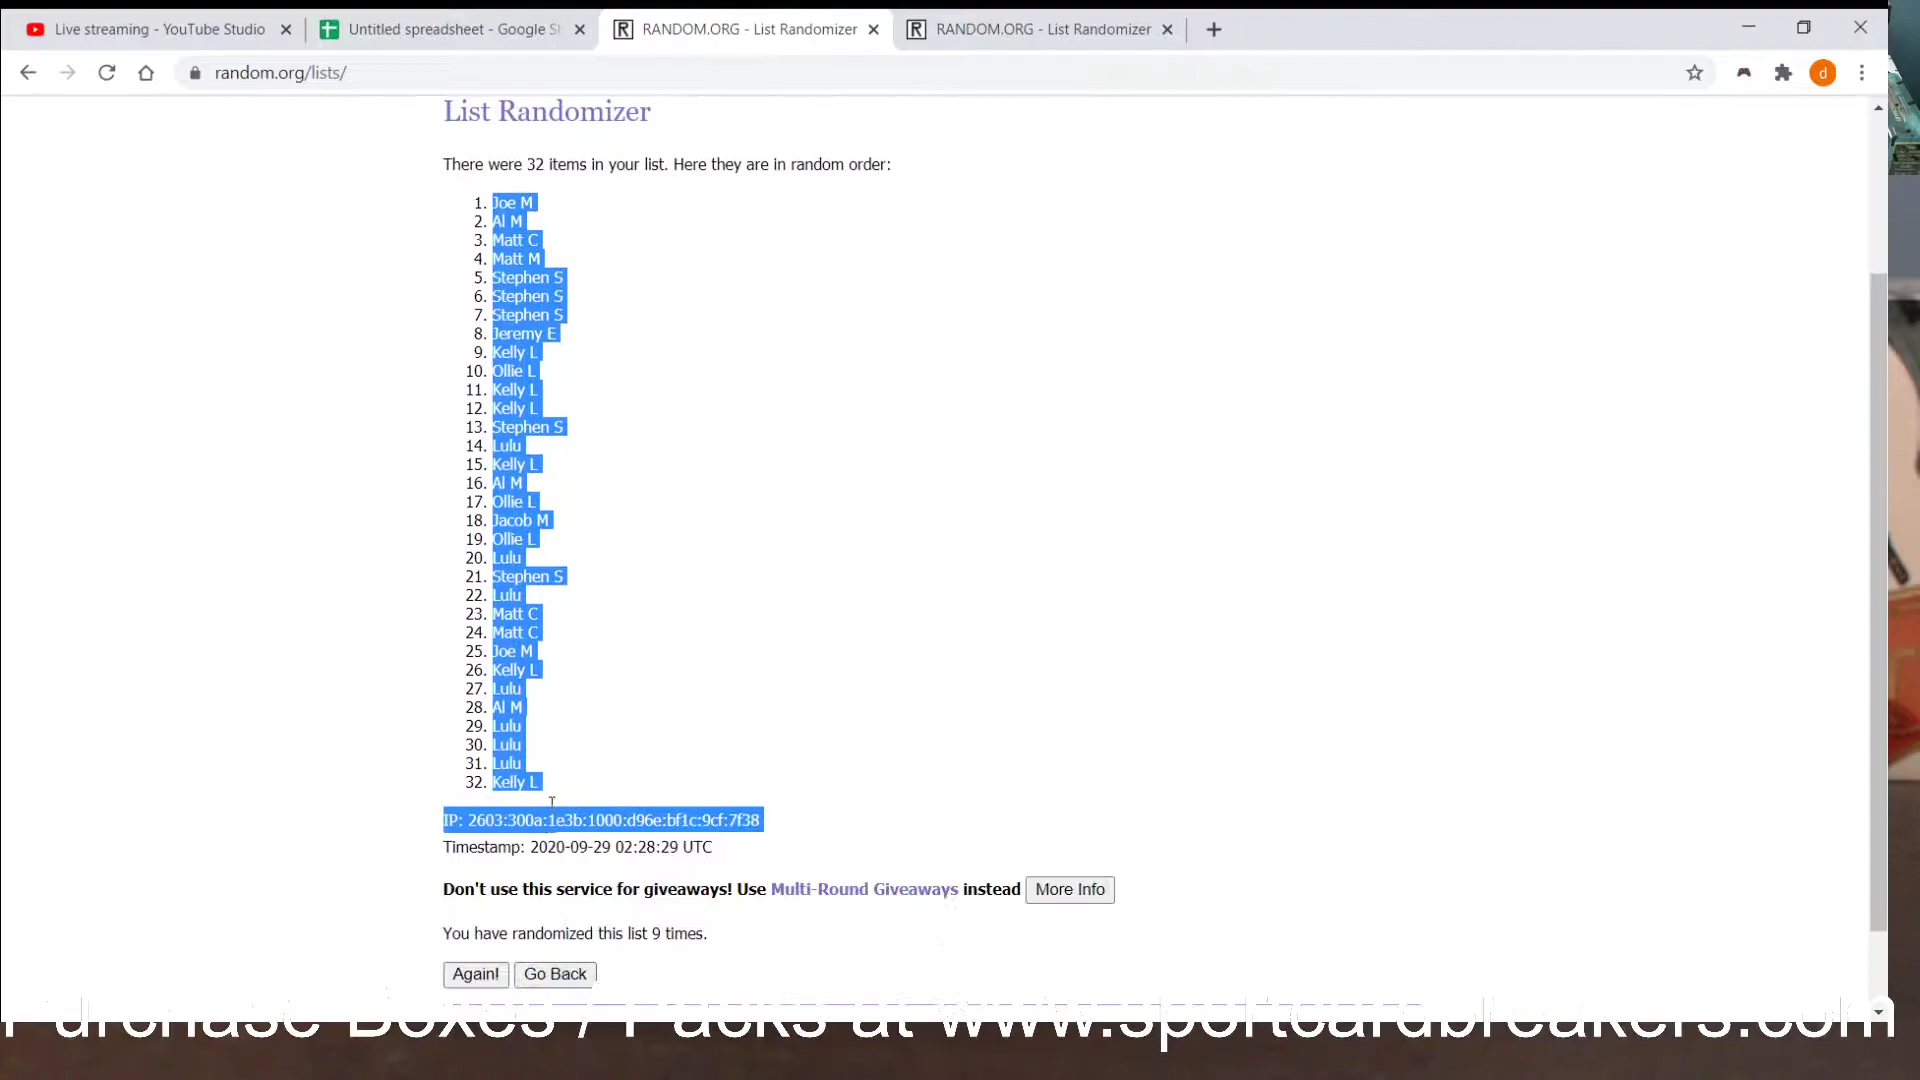 Live streaming - YouTube Studio
Untitled spreadsheet - Google S
RANDOM.ORG - List Randomizer
RANDOM.ORG - List Randomizer
random.org/lists/
d
List Randomizer
There were 32 items in your list. Here they are in random order:
1. Joe M
2. Al M
3. Matt C
4. Matt M
5. Stephen S
6. Stephen S
7. Stephen S
8. Jeremy E
9. Kelly L
10. Ollie L
11. Kelly L
12. Kelly L
13. Stephen S
14. Lulu
15. Kelly L
16. Al M
17. Ollie L
18. Jacob M
19. Ollie L
20. Lulu
21. Stephen S
22. Lulu
23. Matt C
24. Matt C
25. Joe M
26. Kelly L
27. Lulu
28. Al M
29. Lulu
30. Lulu
31. Lulu
32. Kelly L
IP: 2603:300a:1e3b:1000:d96e:bf1c:9cf:7f38
Timestamp: 2020-09-29 02:28:29 UTC
Don't use this service for giveaways! Use Multi-Round Giveaways instead More Info
You have randomized this list 9 times.
Again! Go Back
Purchase Boxes / Packs at www.sportcardbreakers.com